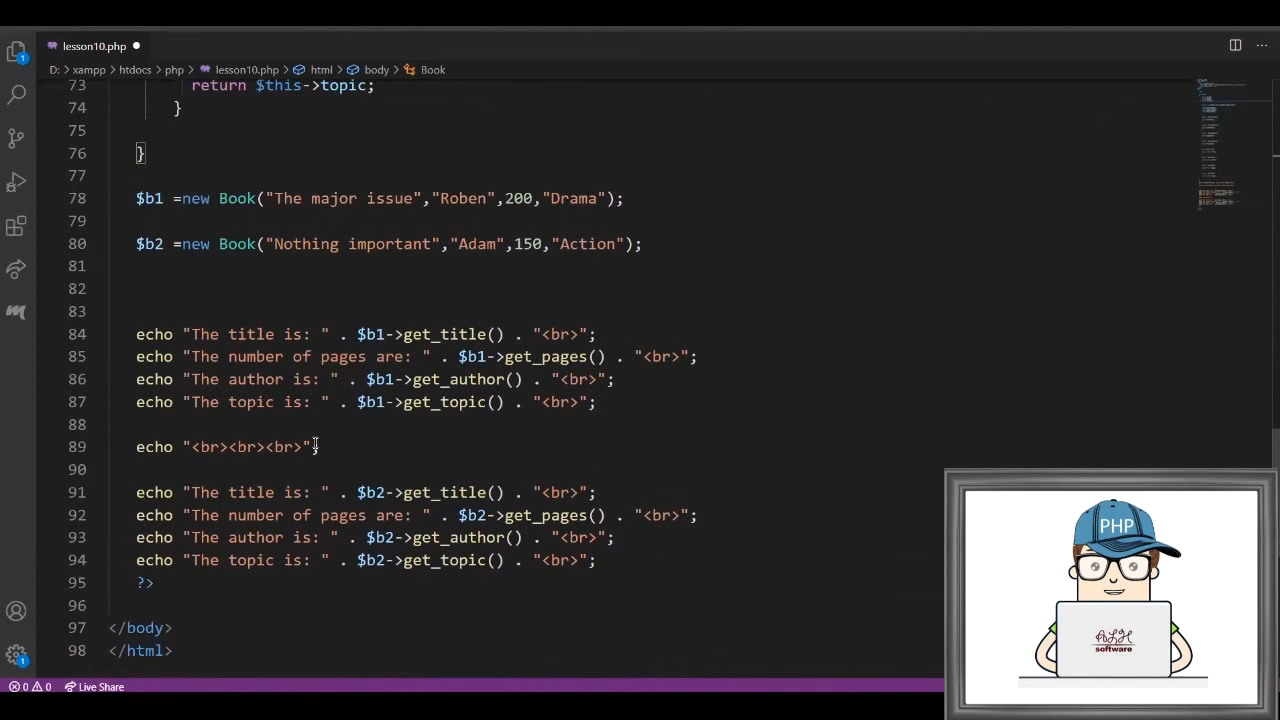 lesson10.php
D: > xampp > htdocs > php > lesson10.php > html > body > Book
73 return $this->topic;
74 }
75
76 }
77
78 $b1 =new Book("The major issue","Roben",200,"Drama");
79
80 $b2 =new Book("Nothing important","Adam",150,"Action");
81
82
83
84 echo "The title is: " . $b1->get_title() . "<br>";
85 echo "The number of pages are: " . $b1->get_pages() . "<br>";
86 echo "The author is: " . $b1->get_author() . "<br>";
87 echo "The topic is: " . $b1->get_topic() . "<br>";
88
89 echo "<br><br><br>";
90
91 echo "The title is: " . $b2->get_title() . "<br>";
92 echo "The number of pages are: " . $b2->get_pages() . "<br>";
93 echo "The author is: " . $b2->get_author() . "<br>";
94 echo "The topic is: " . $b2->get_topic() . "<br>";
95 ?>
96
97 </body>
98 </html>
PHP
ALH
software
1
1
0 0 Live Share